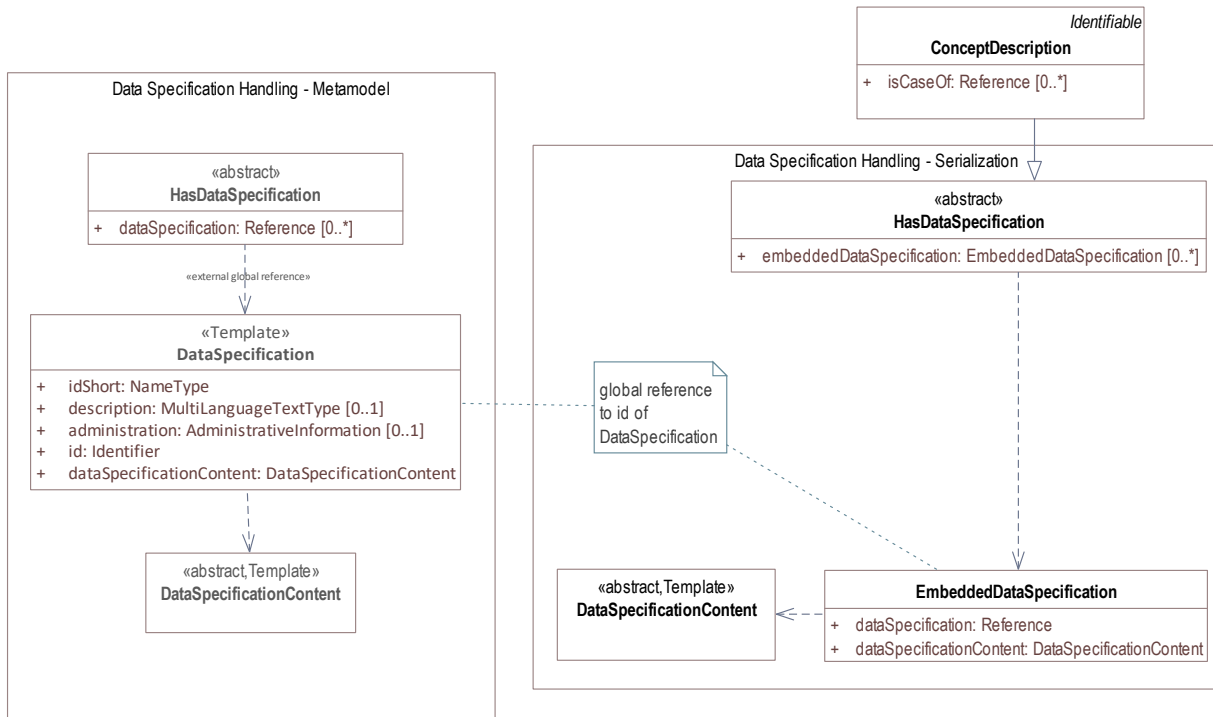 Identifiable
ConceptDescription
+ isCaseOf: Reference [0..*]
Data Specification Handling - Metamodel
«abstract»
HasDataSpecification
+ dataSpecification: Reference [0..*]
«external global reference»
«Template»
DataSpecification
+ idShort: NameType
+ description: MultiLanguageTextType [0..1]
+ administration: AdministrativeInformation [0..1]
+ id: Identifier
+ dataSpecificationContent: DataSpecificationContent
«abstract,Template»
DataSpecificationContent
global reference
to id of
DataSpecification
Data Specification Handling - Serialization
«abstract»
HasDataSpecification
+ embeddedDataSpecification: EmbeddedDataSpecification [0..*]
«abstract,Template»
DataSpecificationContent
EmbeddedDataSpecification
+ dataSpecification: Reference
+ dataSpecificationContent: DataSpecificationContent